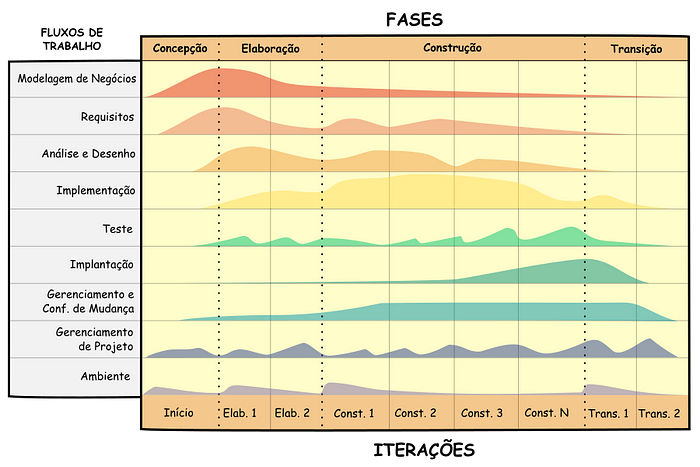 FASES
FLUXOS DE
TRABALHO
Concepção
Elaboração
Construção
Transição
Modelagem de Negócios
Requisitos
Análise e Desenho
Implementação
Teste
Implantação
Gerenciamento e
Conf. de Mudança
Gerenciamento
de Projeto
Ambiente
Início
Elab. 1
Elab. 2
Const. 1
Const. 2
Const. 3
Const. N
Trans. 1
Trans. 2
ITERAÇÕES